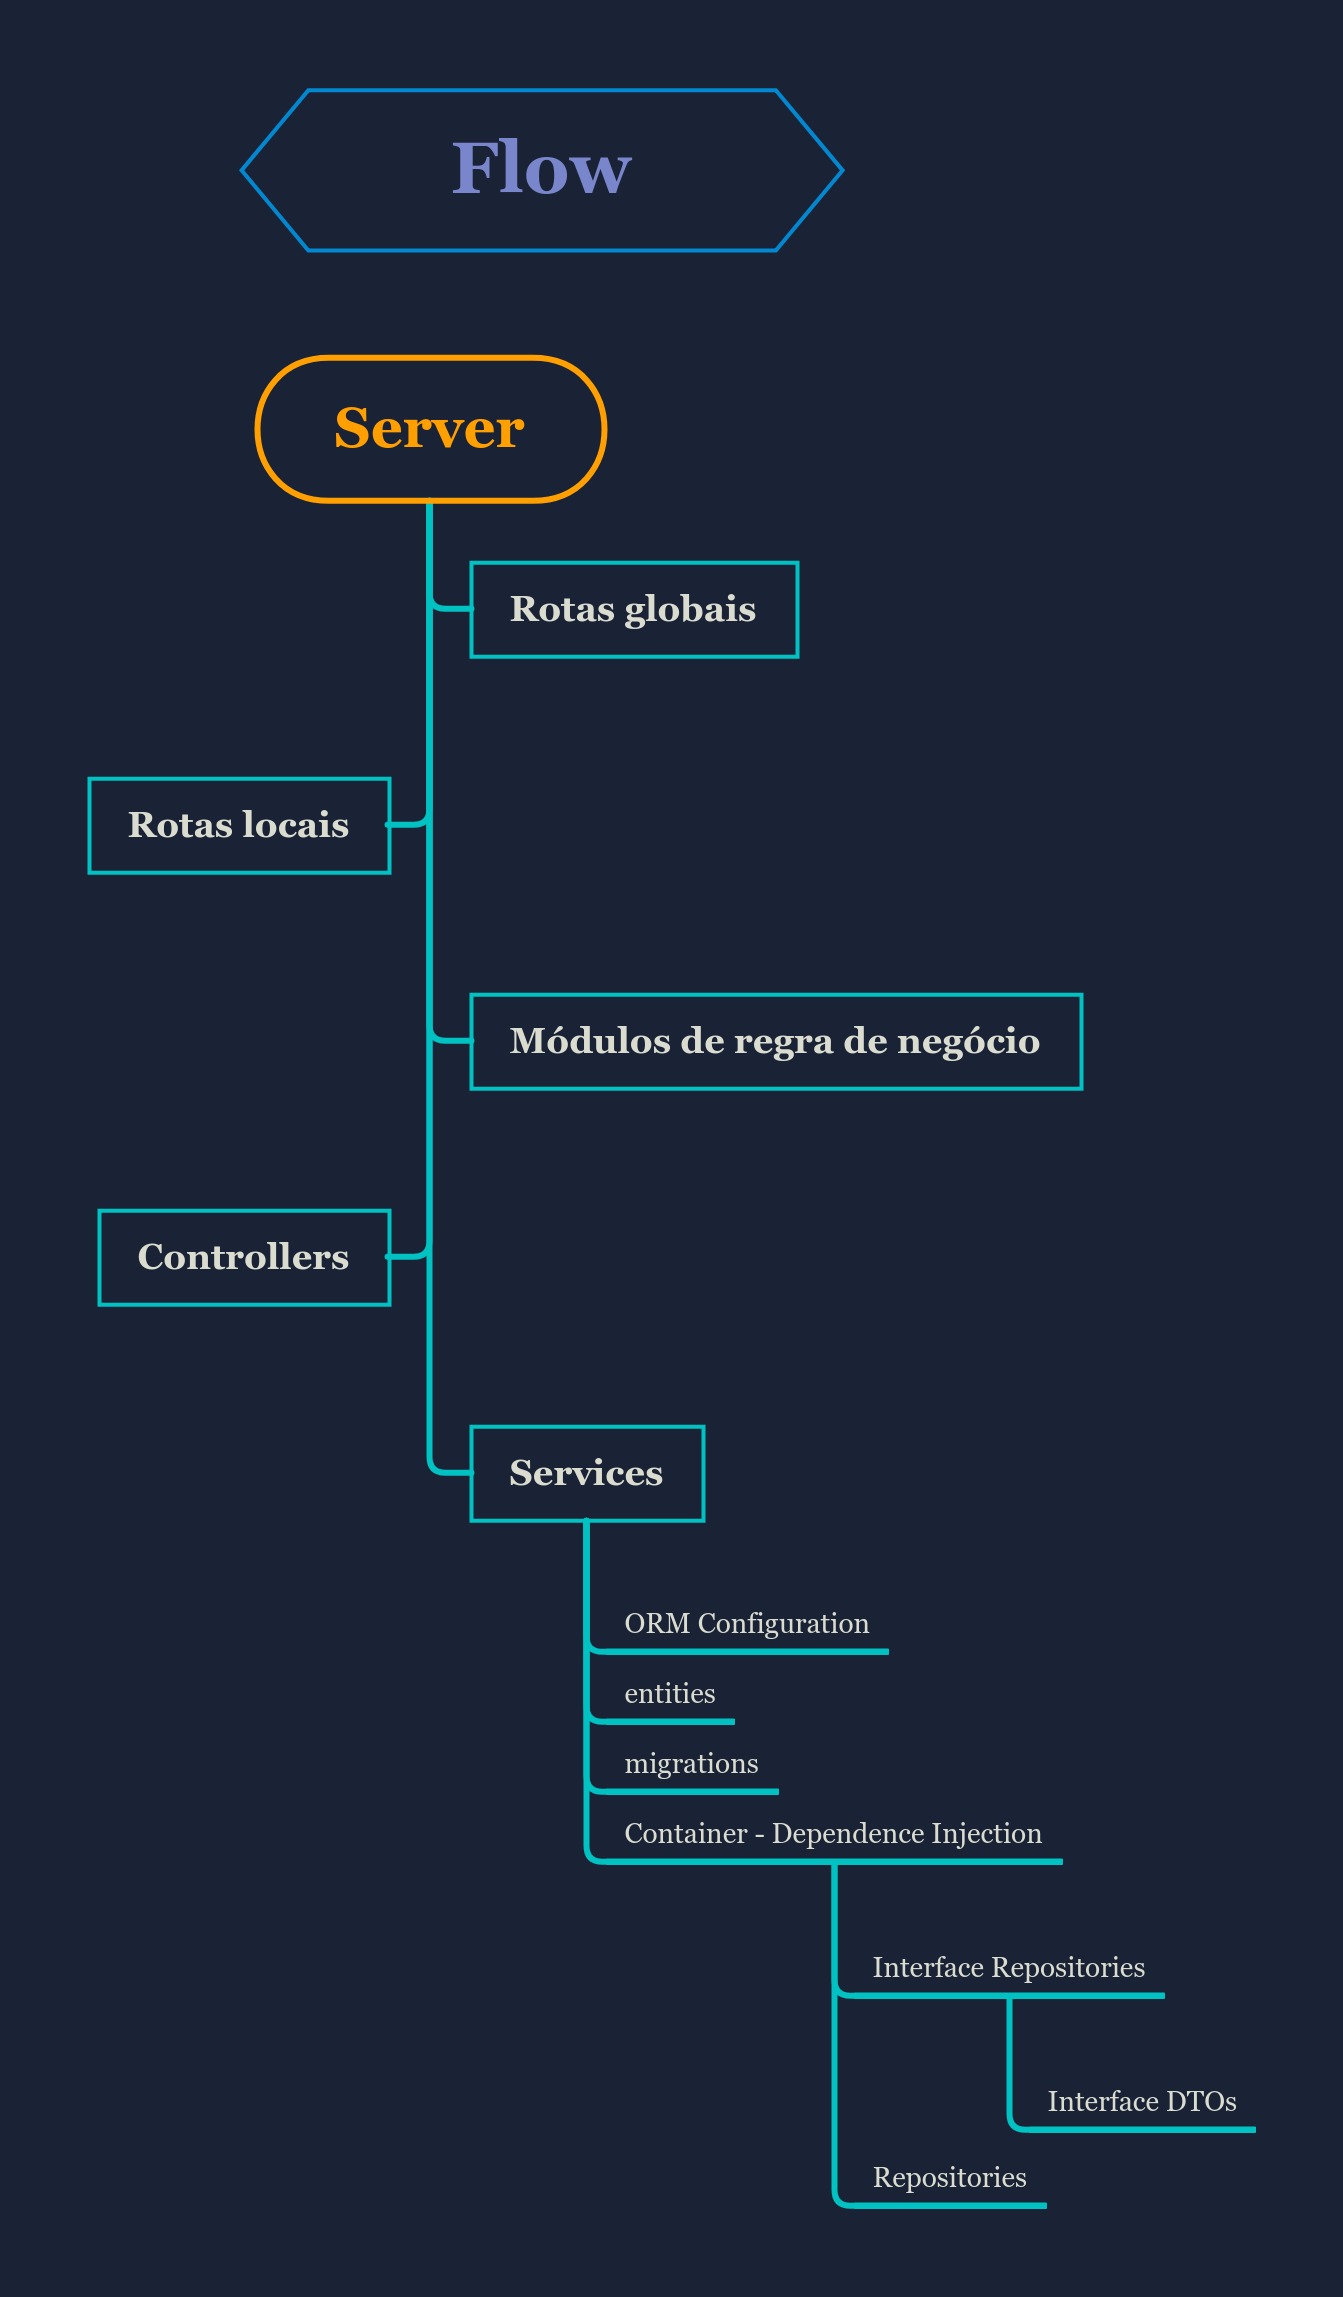 Flow
Server
Rotas globais
Rotas locais
Módulos de regra de negócio
Controllers
Services
ORM Configuration
entities
migrations
Container - Dependence Injection
Interface Repositories
Interface DTOs
Repositories